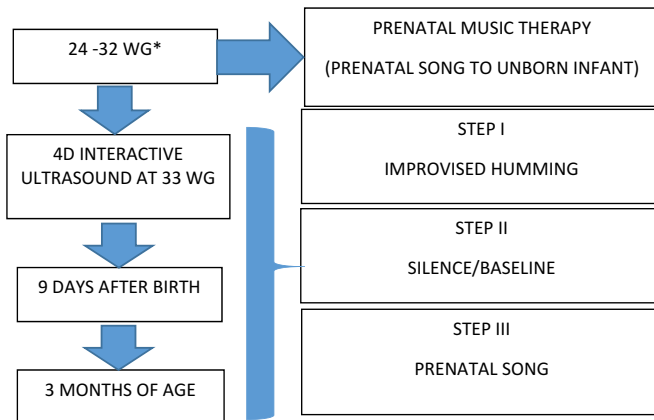 24 -32 WG*
PRENATAL MUSIC THERAPY
(PRENATAL SONG TO UNBORN INFANT)
4D INTERACTIVE
ULTRASOUND AT 33 WG
9 DAYS AFTER BIRTH
3 MONTHS OF AGE
STEP I
IMPROVISED HUMMING
STEP II
SILENCE/BASELINE
STEP III
PRENATAL SONG